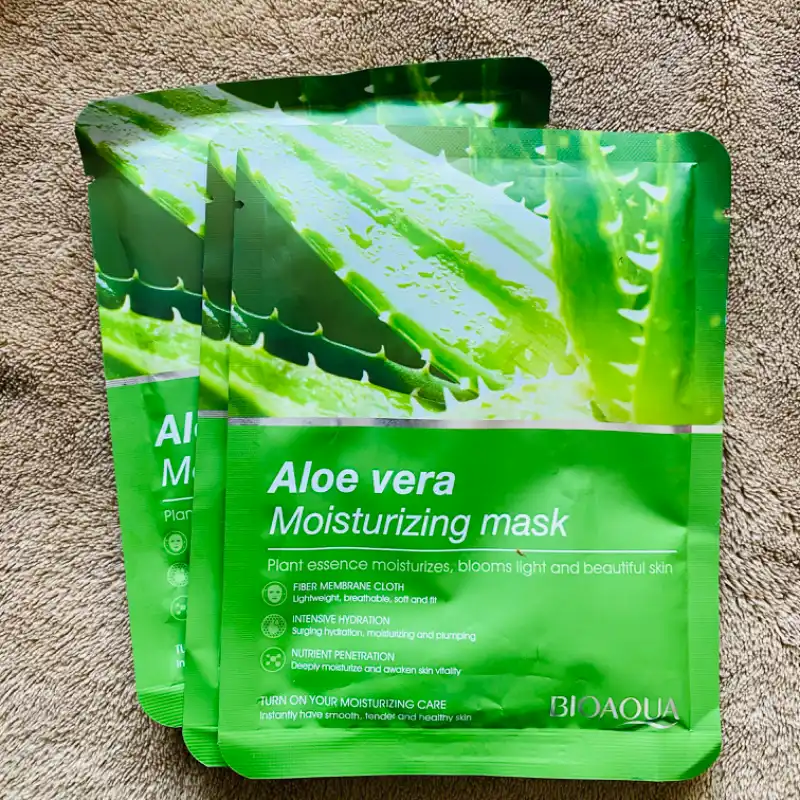 Aloe vera
Moisturizing mask
Plant essence moisturizes, blooms light and beautiful skin
FIBER MEMBRANE CLOTH
Lightweight, breathable, soft and fit
INTENSIVE HYDRATION
Surging hydration, moisturizing and plumping
NUTRIENT PENETRATION
Deeply moisturize and awaken skin vitality
TURN ON YOUR MOISTURIZING CARE
Instantly have smooth, tender and healthy skin
BIOAQUA
Al
M
Plan